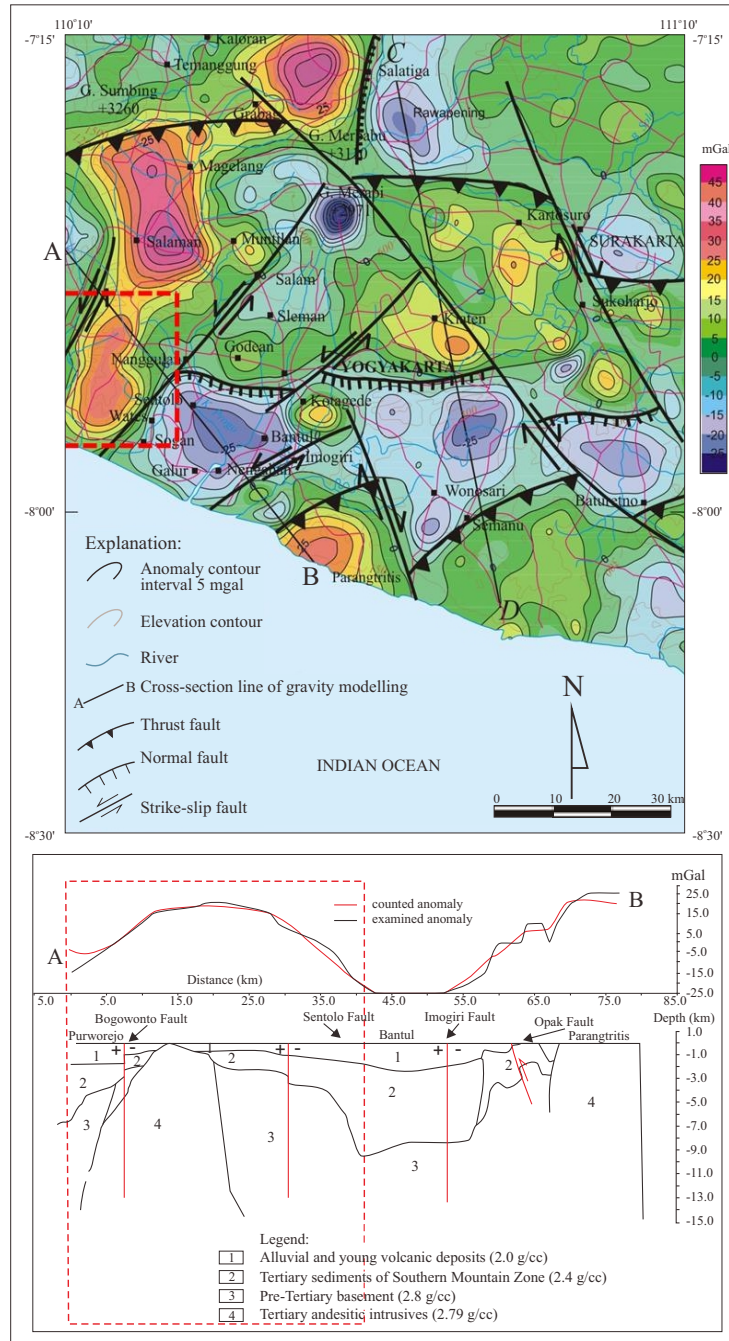 110°10'
111°10'
-7°15'
-7°15'
Kaloran
Temanggung
C
Salatiga
G. Sumbing
+3260
Grabag
25
Rawapening
-25
G. Merbabu
mGal
Magelang
G. Merapi
Kartosuro
SURAKARTA
A
Salaman
Muntilan
Salam
Sukoharjo
Sleman
Klaten
Godean
Nanggulan
YOGYAKARTA
Sentolo
Kotagede
Wates
Bantul
-25
-25
Sogan
Imogiri
Galur
Wonosari
Baturetno
-8°00
-8°00
Semanu
B
Parangtritis
D
45
40
35
30
25
20
15
10
5
0
-5
-10
-15
-20
-25
Explanation:
Anomaly contour
interval 5 mgal
Elevation contour
River
A B Cross-section line of gravity modelling
Thrust fault
Normal fault
Strike-slip fault
N
INDIAN OCEAN
0 10 20 30 km
-8°30
-8°30
mGal
counted anomaly
examined anomaly
A
B
25.0
15.0
5.0
-5.0
-15.0
-25.0
Distance (km)
5.0 5.0 15.0 25.0 35.0 45.0 55.0 65.0 75.0 85.0
Bogowonto Fault
Sentolo Fault
Imogiri Fault
Opak Fault
Depth (km)
Purworejo
Bantul
Parangtritis
1 + - 2 2 + - 1 + - 2
2 2
3 4 3 3 4
1.0
-1.0
-3.0
-5.0
-7.0
-9.0
-11.0
-13.0
-15.0
Legend:
1 Alluvial and young volcanic deposits (2.0 g/cc)
2 Tertiary sediments of Southern Mountain Zone (2.4 g/cc)
3 Pre-Tertiary basement (2.8 g/cc)
4 Tertiary andesitic intrusives (2.79 g/cc)